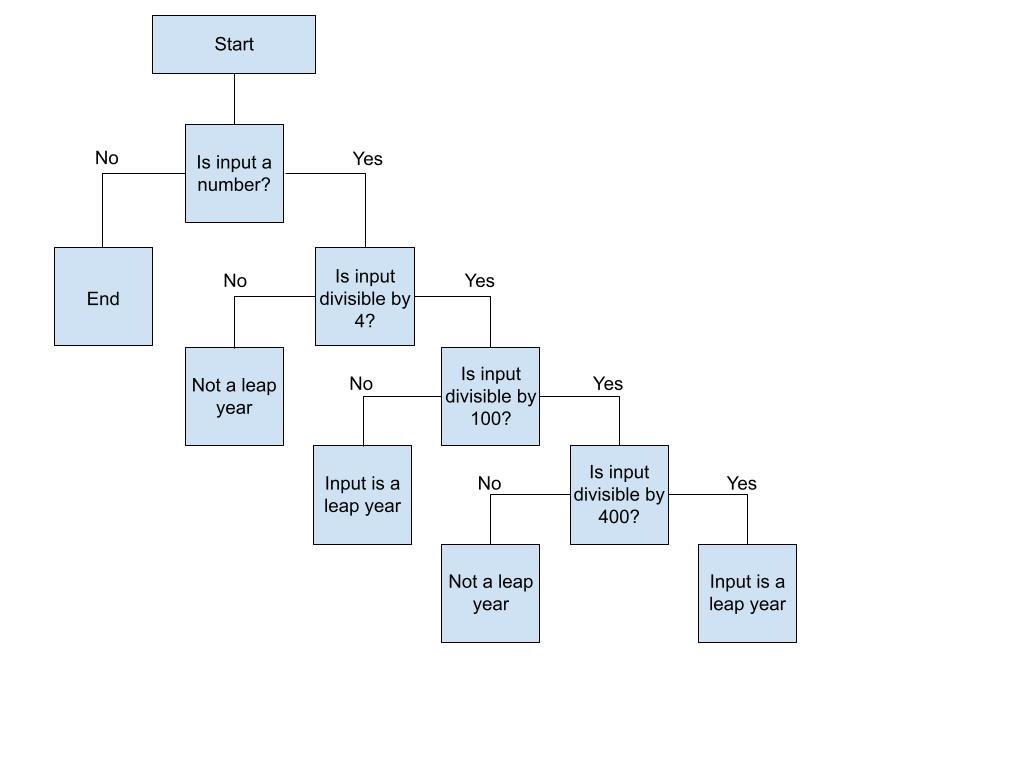 Start
No
Yes
Is input a
number?
End
No
Yes
Is input
divisible by
4?
Not a leap
year
No
Yes
Is input
divisible by
100?
Input is a
leap year
No
Yes
Is input
divisible by
400?
Not a leap
year
Input is a
leap year